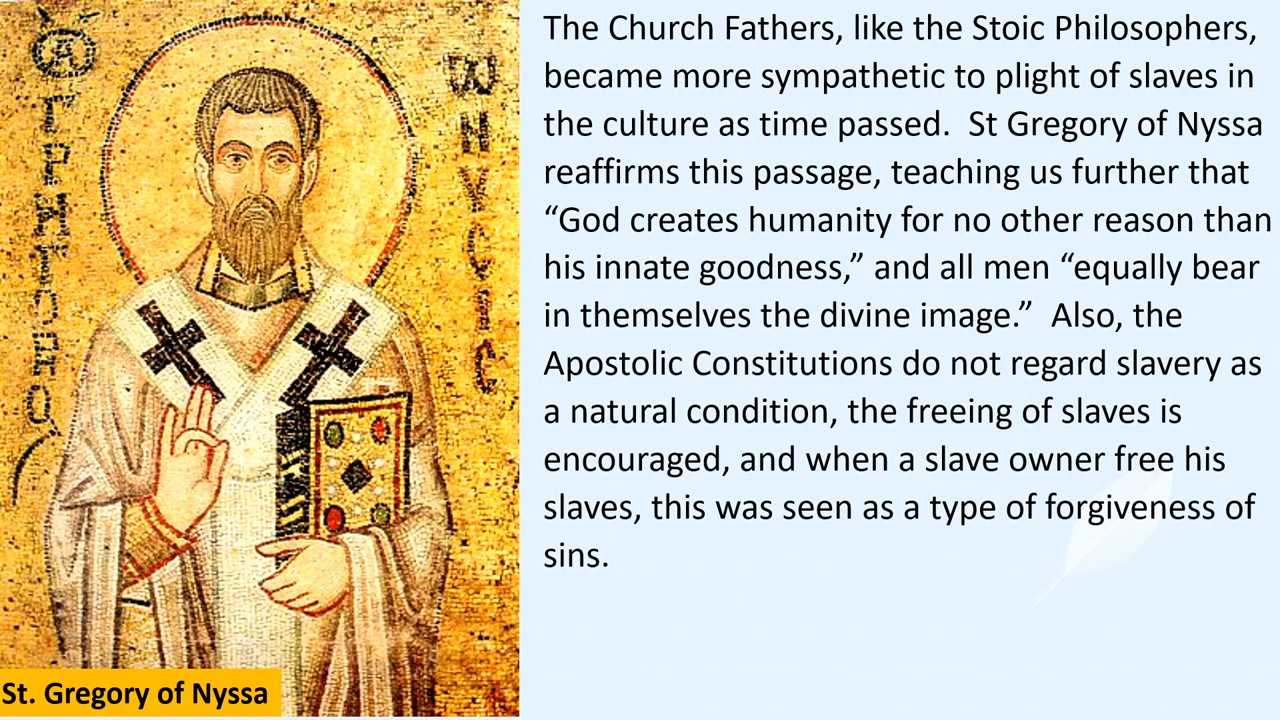 The Church Fathers, like the Stoic Philosophers,
became more sympathetic to plight of slaves in
the culture as time passed.  St Gregory of Nyssa
reaffirms this passage, teaching us further that
“God creates humanity for no other reason than
his innate goodness,” and all men “equally bear
in themselves the divine image.”  Also, the
Apostolic Constitutions do not regard slavery as
a natural condition, the freeing of slaves is
encouraged, and when a slave owner free his
slaves, this was seen as a type of forgiveness of
sins.
St. Gregory of Nyssa